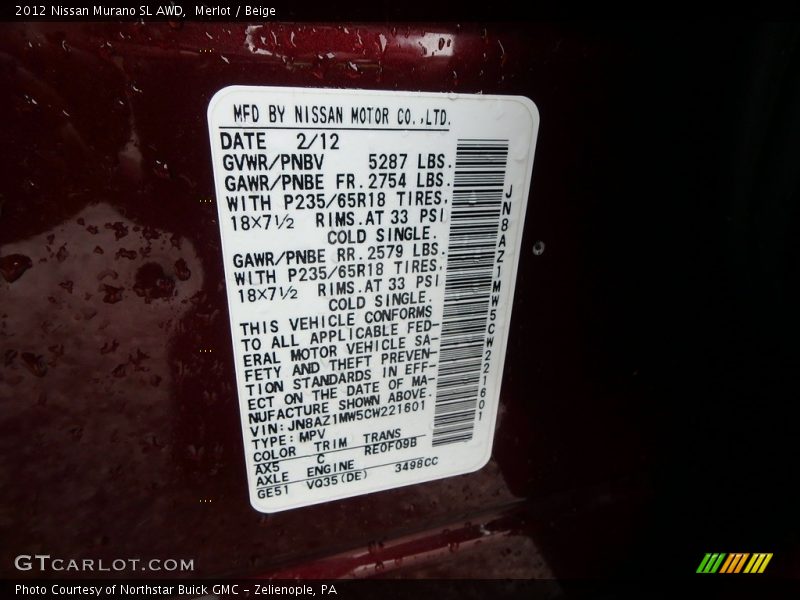 2012 Nissan Murano SL AWD, Merlot / Beige
MFD BY NISSAN MOTOR CO.,LTD.
DATE 2/12
GVWR/PNBV 5287 LBS.
GAWR/PNBE FR. 2754 LBS.
WITH P235/65R18 TIRES,
18×7½ RIMS. AT 33 PSI
COLD SINGLE.
GAWR/PNBE RR. 2579 LBS.
WITH P235/65R18 TIRES,
18×7½ RIMS. AT 33 PSI
COLD SINGLE.
THIS VEHICLE CONFORMS
TO ALL APPLICABLE FED-
ERAL MOTOR VEHICLE SA-
FETY AND THEFT PREVEN-
TION STANDARDS IN EFF-
ECT ON THE DATE OF MA-
NUFACTURE SHOWN ABOVE.
VIN: JN8AZ1MW5CW221601
TYPE: MPV
COLOR TRIM TRANS
AX5 C RE0F09B
AXLE ENGINE
GE51 VQ35(DE) 3498CC
JN8AZ1MW5CW221601
GTCARLOT.COM
Photo Courtesy of Northstar Buick GMC - Zelienople, PA